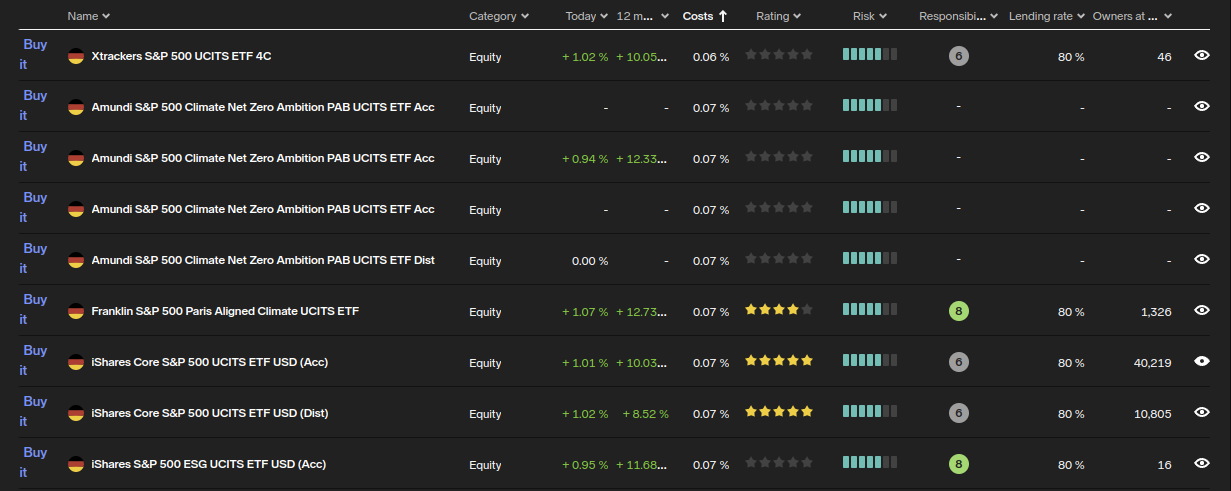 Name Category Today 12 m... Costs ↑ Rating Risk Responsibi... Lending rate Owners at ...
Buy it Xtrackers S&P 500 UCITS ETF 4C Equity + 1.02 % + 10.05... 0.06 % 6 80 % 46
Buy it Amundi S&P 500 Climate Net Zero Ambition PAB UCITS ETF Acc Equity - - 0.07 % - - -
Buy it Amundi S&P 500 Climate Net Zero Ambition PAB UCITS ETF Acc Equity + 0.94 % + 12.33... 0.07 % - - -
Buy it Amundi S&P 500 Climate Net Zero Ambition PAB UCITS ETF Acc Equity - - 0.07 % - - -
Buy it Amundi S&P 500 Climate Net Zero Ambition PAB UCITS ETF Dist Equity 0.00 % - 0.07 % - - -
Buy it Franklin S&P 500 Paris Aligned Climate UCITS ETF Equity + 1.07 % + 12.73... 0.07 % 8 80 % 1,326
Buy it iShares Core S&P 500 UCITS ETF USD (Acc) Equity + 1.01 % + 10.03... 0.07 % 6 80 % 40,219
Buy it iShares Core S&P 500 UCITS ETF USD (Dist) Equity + 1.02 % + 8.52 % 0.07 % 6 80 % 10,805
Buy it iShares S&P 500 ESG UCITS ETF USD (Acc) Equity + 0.95 % + 11.68... 0.07 % 8 80 % 16